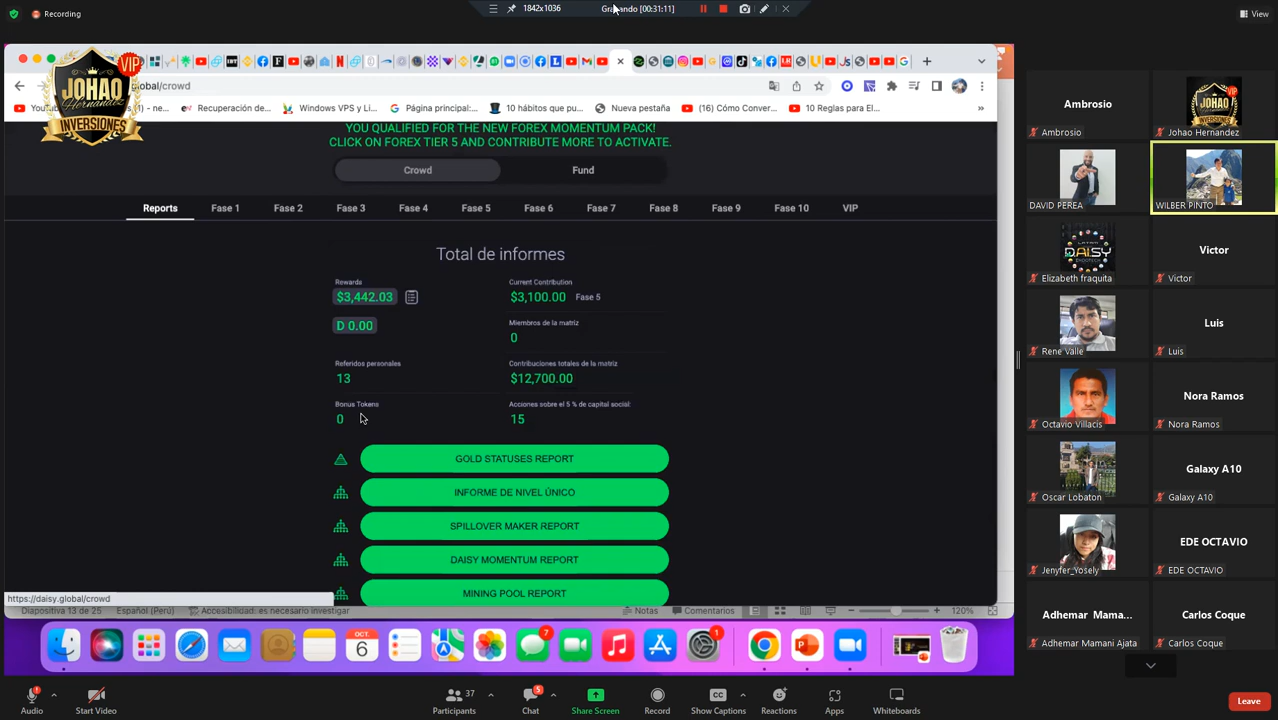 Recording
1842x1036
Grabando [00:31:11]
View
global/crowd
Recuperación de...
Windows VPS y Li...
Página principal:...
10 hábitos que pu...
Nueva pestaña
(16) Cómo Conver...
10 Reglas para El...
JOHAO
VIP
Hernandez
INVERSIONES
YOU QUALIFIED FOR THE NEW FOREX MOMENTUM PACK!
CLICK ON FOREX TIER 5 AND CONTRIBUTE MORE TO ACTIVATE.
Crowd
Fund
Reports
Fase 1
Fase 2
Fase 3
Fase 4
Fase 5
Fase 6
Fase 7
Fase 8
Fase 9
Fase 10
VIP
Total de informes
Rewards
$3,442.03
D 0.00
Current Contribution
$3,100.00 Fase 5
Miembros de la matriz
0
Referidos personales
13
Contribuciones totales de la matriz
$12,700.00
Bonus Tokens
0
Acciones sobre el 5 % de capital social:
15
GOLD STATUSES REPORT
INFORME DE NIVEL ÚNICO
SPILLOVER MAKER REPORT
DAISY MOMENTUM REPORT
MINING POOL REPORT
https://daisy.global/crowd
Diapositiva 13 de 25
Español (Perú)
Accesibilidad: es necesario investigar
Notas
Comentarios
120%
OCT.
6
7
1
Ambrosio
Ambrosio
Johao Hernandez
DAVID PEREA
WILBER PINTO
DAISY
Elizabeth fraquita
Victor
Victor
Rene Valle
Luis
Luis
Octavio Villacis
Nora Ramos
Nora Ramos
Oscar Lobaton
Galaxy A10
Galaxy A10
Jenyfer_Yosely
EDE OCTAVIO
EDE OCTAVIO
Adhemar Mama...
Adhemar Mamani Ajata
Carlos Coque
Carlos Coque
Audio
Start Video
37
Participants
5
Chat
Share Screen
Record
Show Captions
Reactions
Apps
Whiteboards
Leave